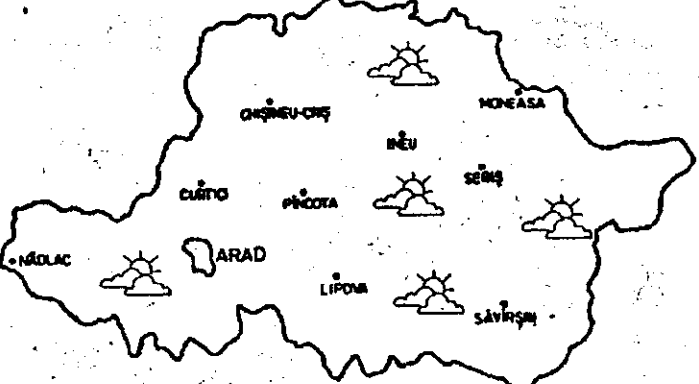 MONEASA
CHIȘINEU-CRIȘ
INEU
SEBIȘ
CURTICI
PÎNCOTA
ARAD
NĂDLAC
LIPOVA
SĂVÎRȘIN